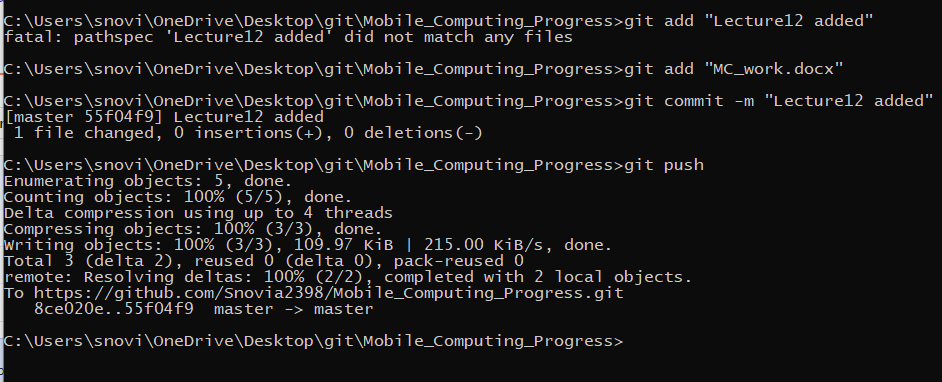 C:\Users\snovi\OneDrive\Desktop\git\Mobile_Computing_Progress>git add "Lecture12 added"
fatal: pathspec 'Lecture12 added' did not match any files
C:\Users\snovi\OneDrive\Desktop\git\Mobile_Computing_Progress>git add "MC_work.docx"
C:\Users\snovi\OneDrive\Desktop\git\Mobile_Computing_Progress>git commit -m "Lecture12 added"
[master 55f04f9] Lecture12 added
1 file changed, 0 insertions(+), 0 deletions(-)
C:\Users\snovi\OneDrive\Desktop\git\Mobile_Computing_Progress>git push
Enumerating objects: 5, done.
Counting objects: 100% (5/5), done.
Delta compression using up to 4 threads
Compressing objects: 100% (3/3), done.
Writing objects: 100% (3/3), 109.97 KiB | 215.00 KiB/s, done.
Total 3 (delta 2), reused 0 (delta 0), pack-reused 0
remote: Resolving deltas: 100% (2/2), completed with 2 local objects.
To https://github.com/Snovia2398/Mobile_Computing_Progress.git
8ce020e..55f04f9  master -> master
C:\Users\snovi\OneDrive\Desktop\git\Mobile_Computing_Progress>